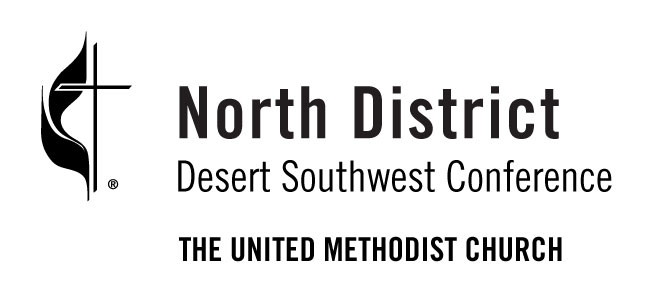 ®
North District
Desert Southwest Conference
THE UNITED METHODIST CHURCH